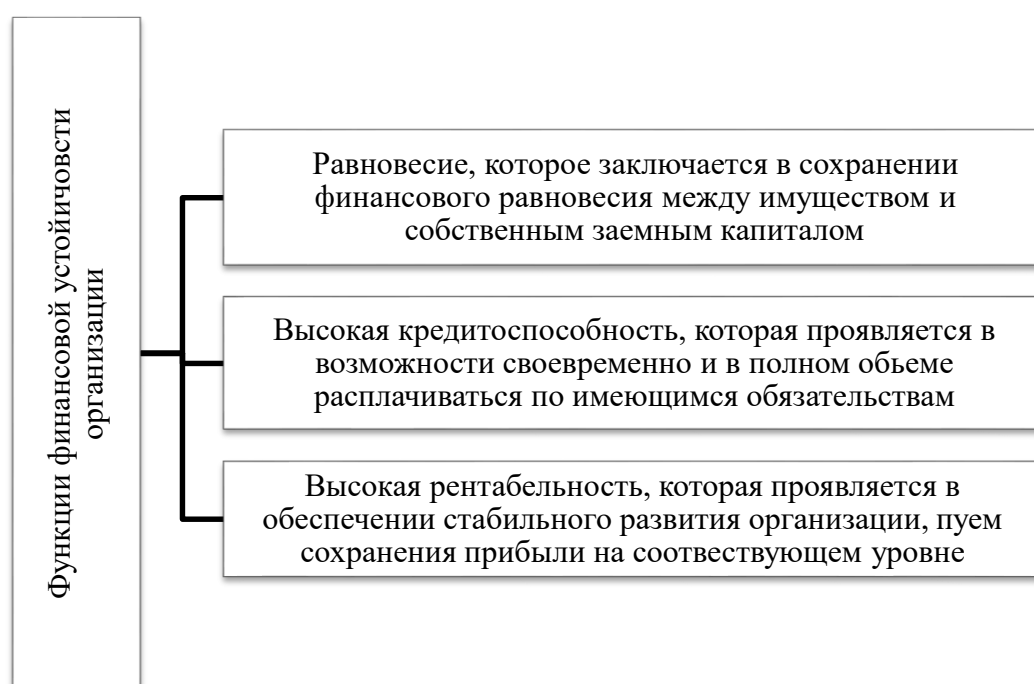 Функции финансовой устойичовсти
организации
Равновесие, которое заключается в сохранении
финансового равновесия между имуществом и
собственным заемным капиталом
Высокая кредитоспособность, которая проявляется в
возможности своевременно и в полном обьеме
расплачиваться по имеющимся обязательствам
Высокая рентабельность, которая проявляется в
обеспечении стабильного развития организации, пуем
сохранения прибыли на соотвествующем уровне